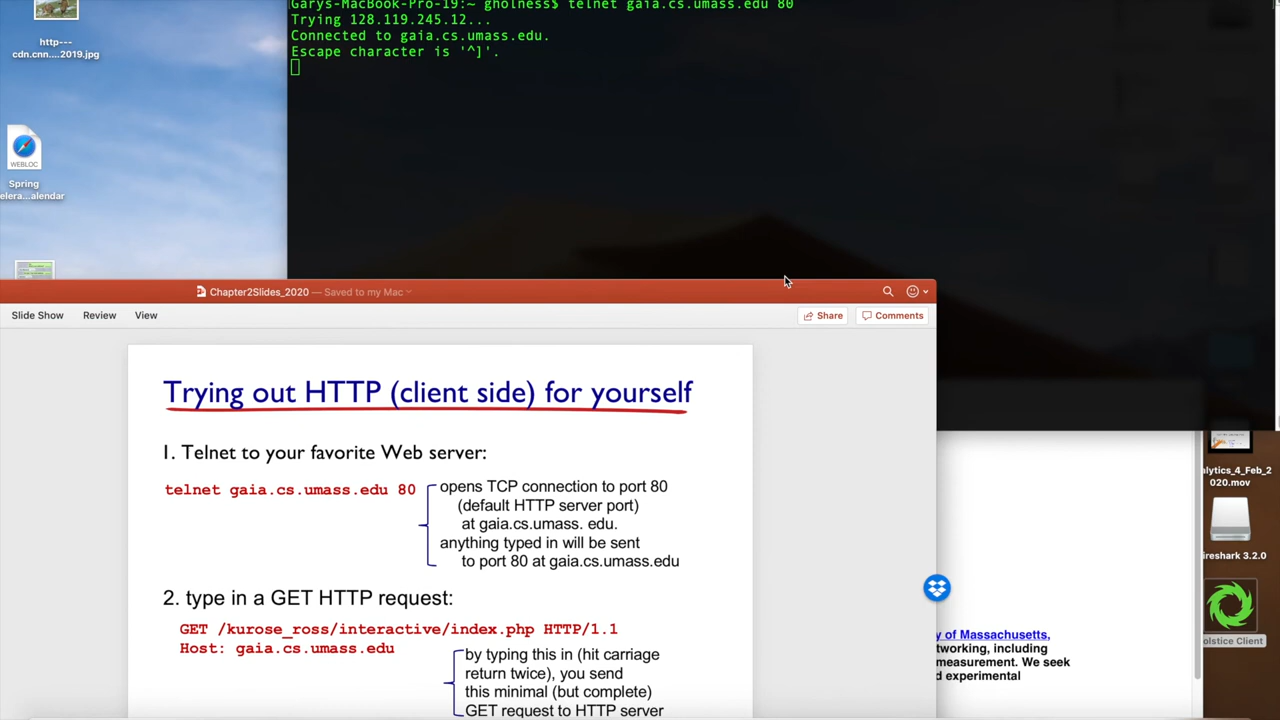 Garys-MacBook-Pro-19:~ gholness$ telnet gaia.cs.umass.edu 80
Trying 128.119.245.12...
Connected to gaia.cs.umass.edu.
Escape character is '^]'.
http---
cdn.cnn....2019.jpg
WEBLOC
Spring
elera...alendar
Chapter2Slides_2020 — Saved to my Mac
Slide Show Review View
Share Comments
Trying out HTTP (client side) for yourself
1. Telnet to your favorite Web server:
telnet gaia.cs.umass.edu 80
opens TCP connection to port 80
(default HTTP server port)
at gaia.cs.umass. edu.
anything typed in will be sent
to port 80 at gaia.cs.umass.edu
2. type in a GET HTTP request:
GET /kurose_ross/interactive/index.php HTTP/1.1
Host: gaia.cs.umass.edu
by typing this in (hit carriage
return twice), you send
this minimal (but complete)
GET request to HTTP server
alytics_4_Feb_2
020.mov
ireshark 3.2.0
olstice Client
y of Massachusetts,
tworking, including
measurement. We seek
d experimental